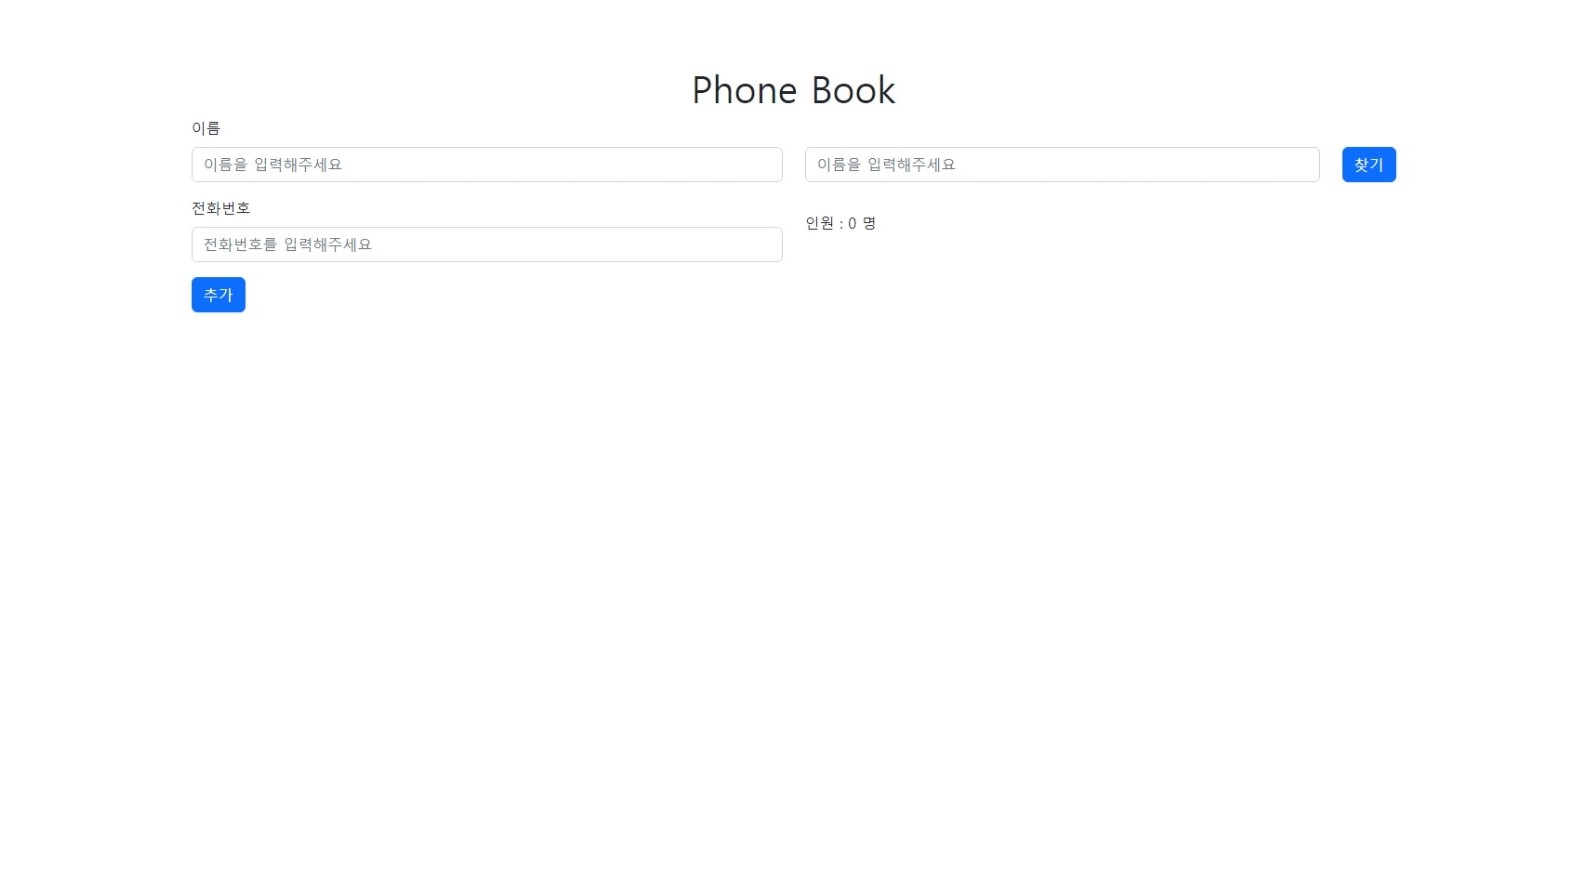 Phone Book
이름
이름을 입력해주세요
전화번호
전화번호를 입력해주세요
추가
이름을 입력해주세요
찾기
인원 : 0 명